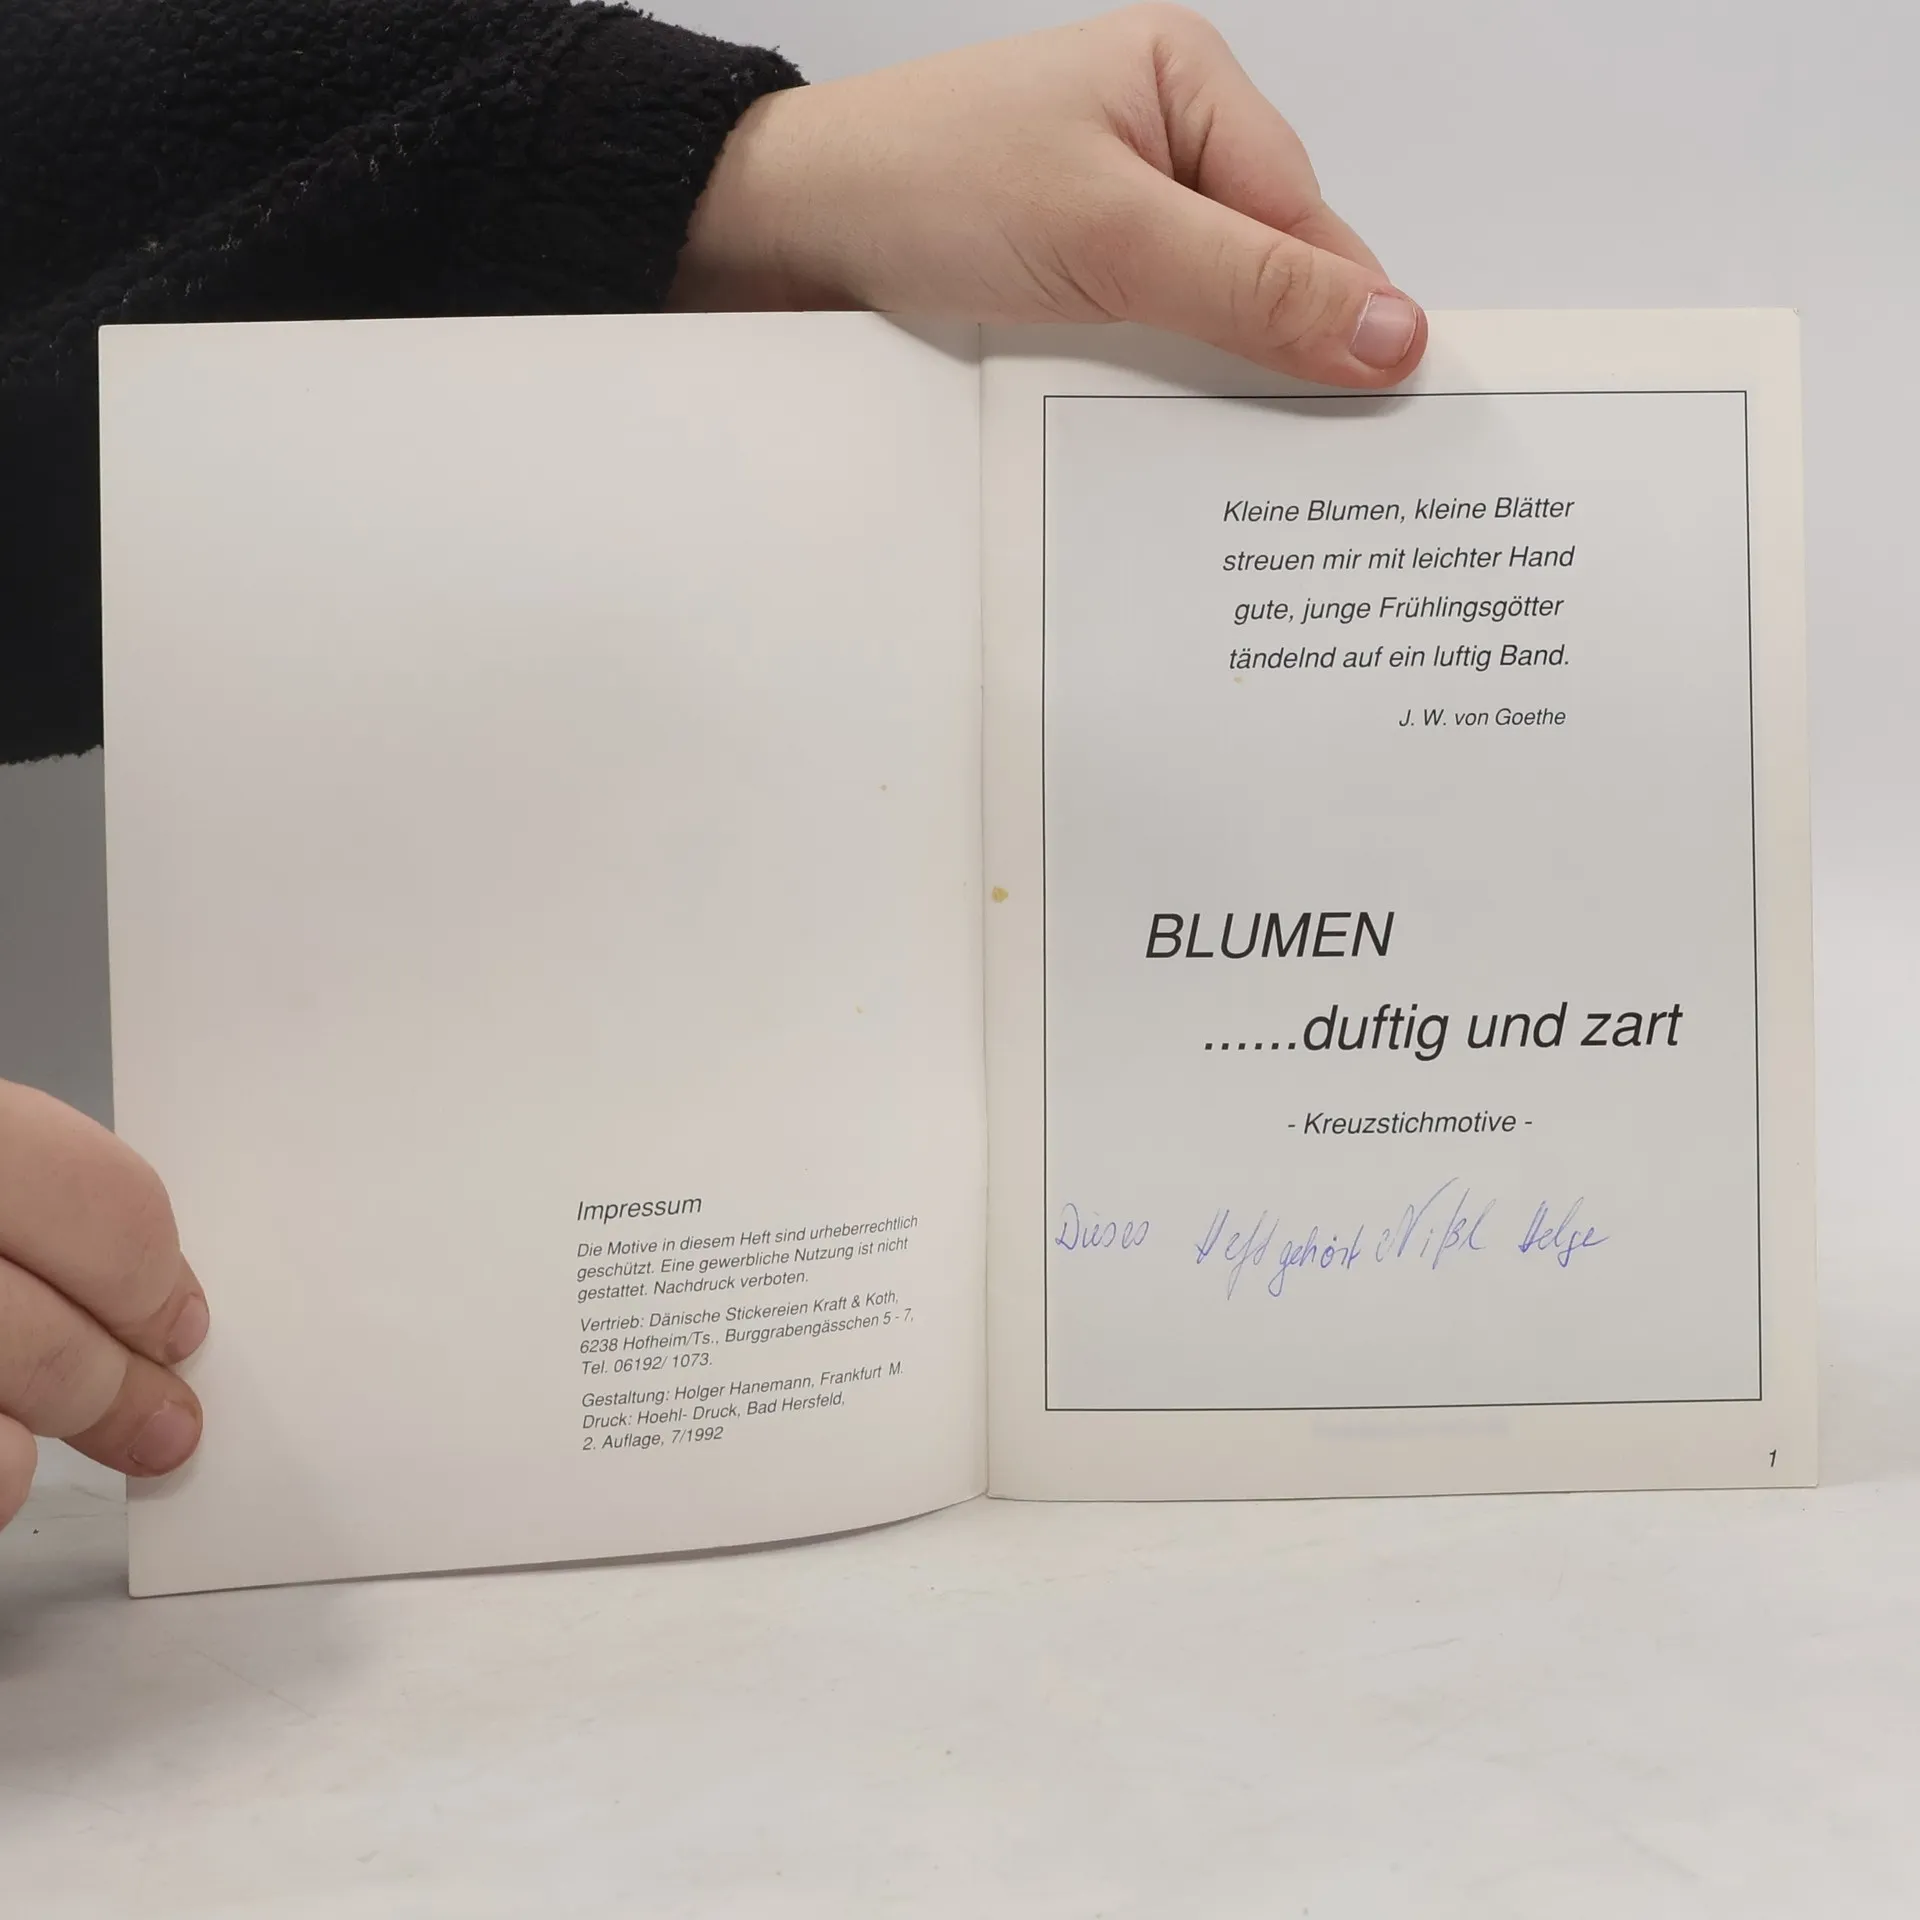 Impressum
Die Motive in diesem Heft sind urheberrechtlich
geschützt. Eine gewerbliche Nutzung ist nicht
gestattet. Nachdruck verboten.
Vertrieb: Dänische Stickereien Kraft & Koth,
6238 Hofheim/Ts., Burggrabengässchen 5 - 7,
Tel. 06192/ 1073.
Gestaltung: Holger Hanemann, Frankfurt M.
Druck: Hoehl- Druck, Bad Hersfeld,
2. Auflage, 7/1992
Kleine Blumen, kleine Blätter
streuen mir mit leichter Hand
gute, junge Frühlingsgötter
tändelnd auf ein luftig Band.
J. W. von Goethe
BLUMEN
......duftig und zart
- Kreuzstichmotive -
Dieses Heft gehört Helge
1